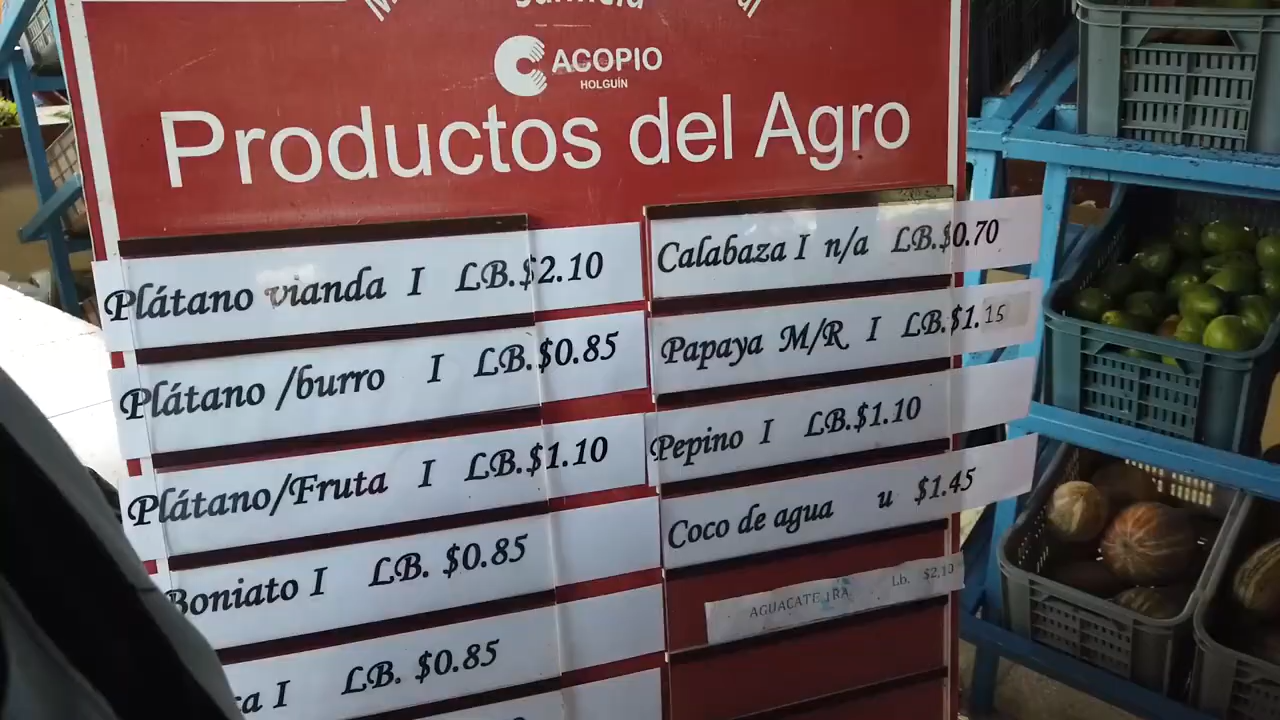 ACOPIO
HOLGUÍN
Productos del Agro
Plátano vianda I LB.$2.10
Plátano /burro I LB.$0.85
Plátano/Fruta I LB.$1.10
Boniato I LB. $0.85
I LB. $0.85
Calabaza I n/a LB.$0.70
Papaya M/R I LB.$1.15
Pepino I LB.$1.10
Coco de agua u $1.45
AGUACATE 1RA Lb. $2.10